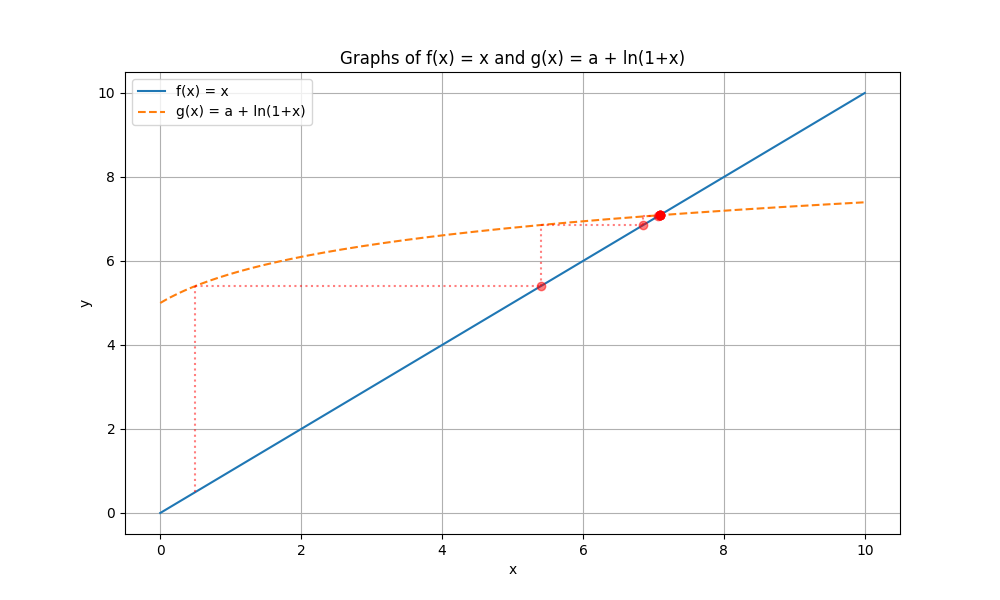 Graphs of f(x) = x and g(x) = a + ln(1+x)
f(x) = x
g(x) = a + ln(1+x)
10
8
6
4
2
0
y
0 2 4 6 8 10
x